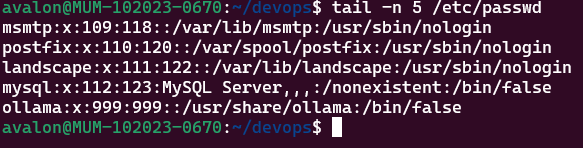 avalon@MUM-102023-0670:~/devops$ tail -n 5 /etc/passwd
msmtp:x:109:118::/var/lib/msmtp:/usr/sbin/nologin
postfix:x:110:120::/var/spool/postfix:/usr/sbin/nologin
landscape:x:111:122::/var/lib/landscape:/usr/sbin/nologin
mysql:x:112:123:MySQL Server,,,:/nonexistent:/bin/false
ollama:x:999:999::/usr/share/ollama:/bin/false
avalon@MUM-102023-0670:~/devops$